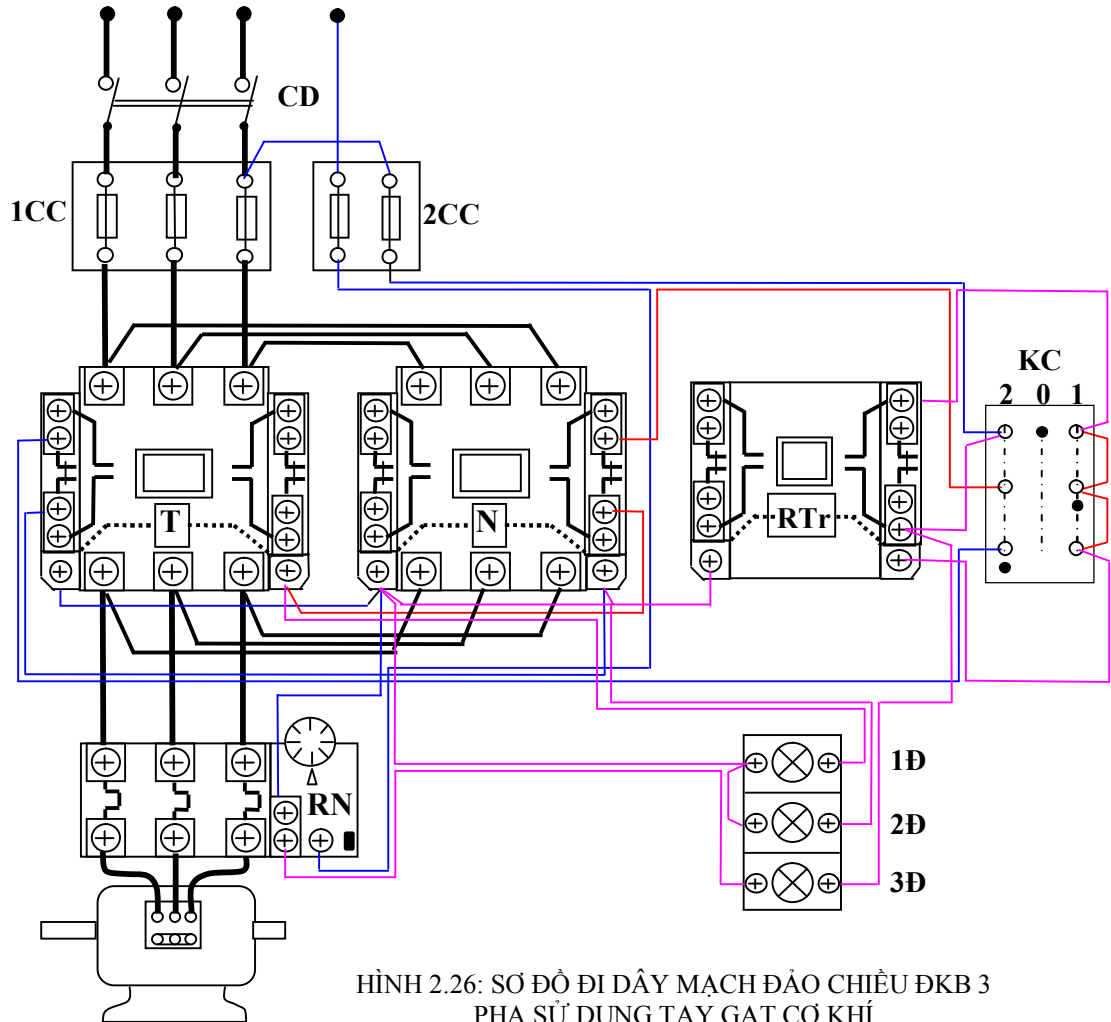 CD
1CC
2CC
KC
2 0 1
T
N
RTr
RN
1Đ
2Đ
3Đ
HÌNH 2.26: SƠ ĐỒ ĐI DÂY MẠCH ĐẢO CHIỀU ĐKB 3
PHA SỬ DỤNG TAY GẠT CƠ KHÍ